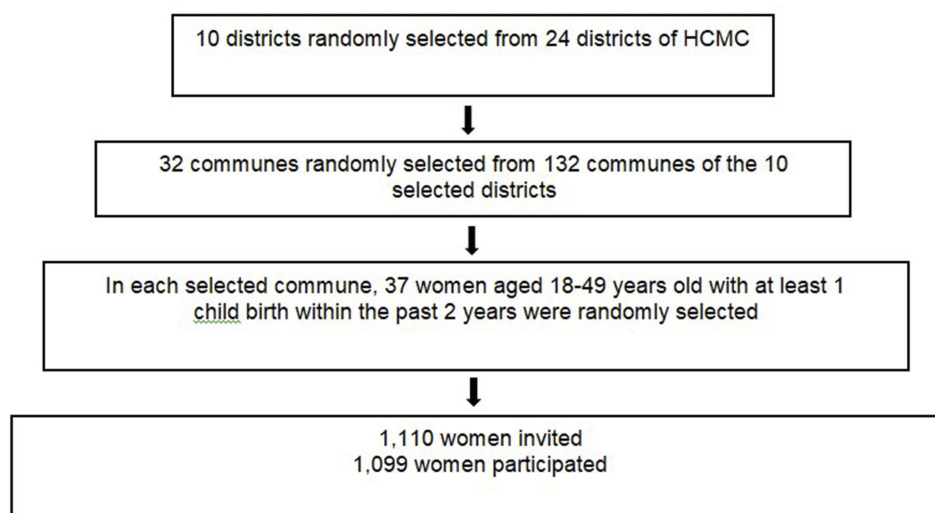 10 districts randomly selected from 24 districts of HCMC
32 communes randomly selected from 132 communes of the 10
selected districts
In each selected commune, 37 women aged 18-49 years old with at least 1
child birth within the past 2 years were randomly selected
1,110 women invited
1,099 women participated